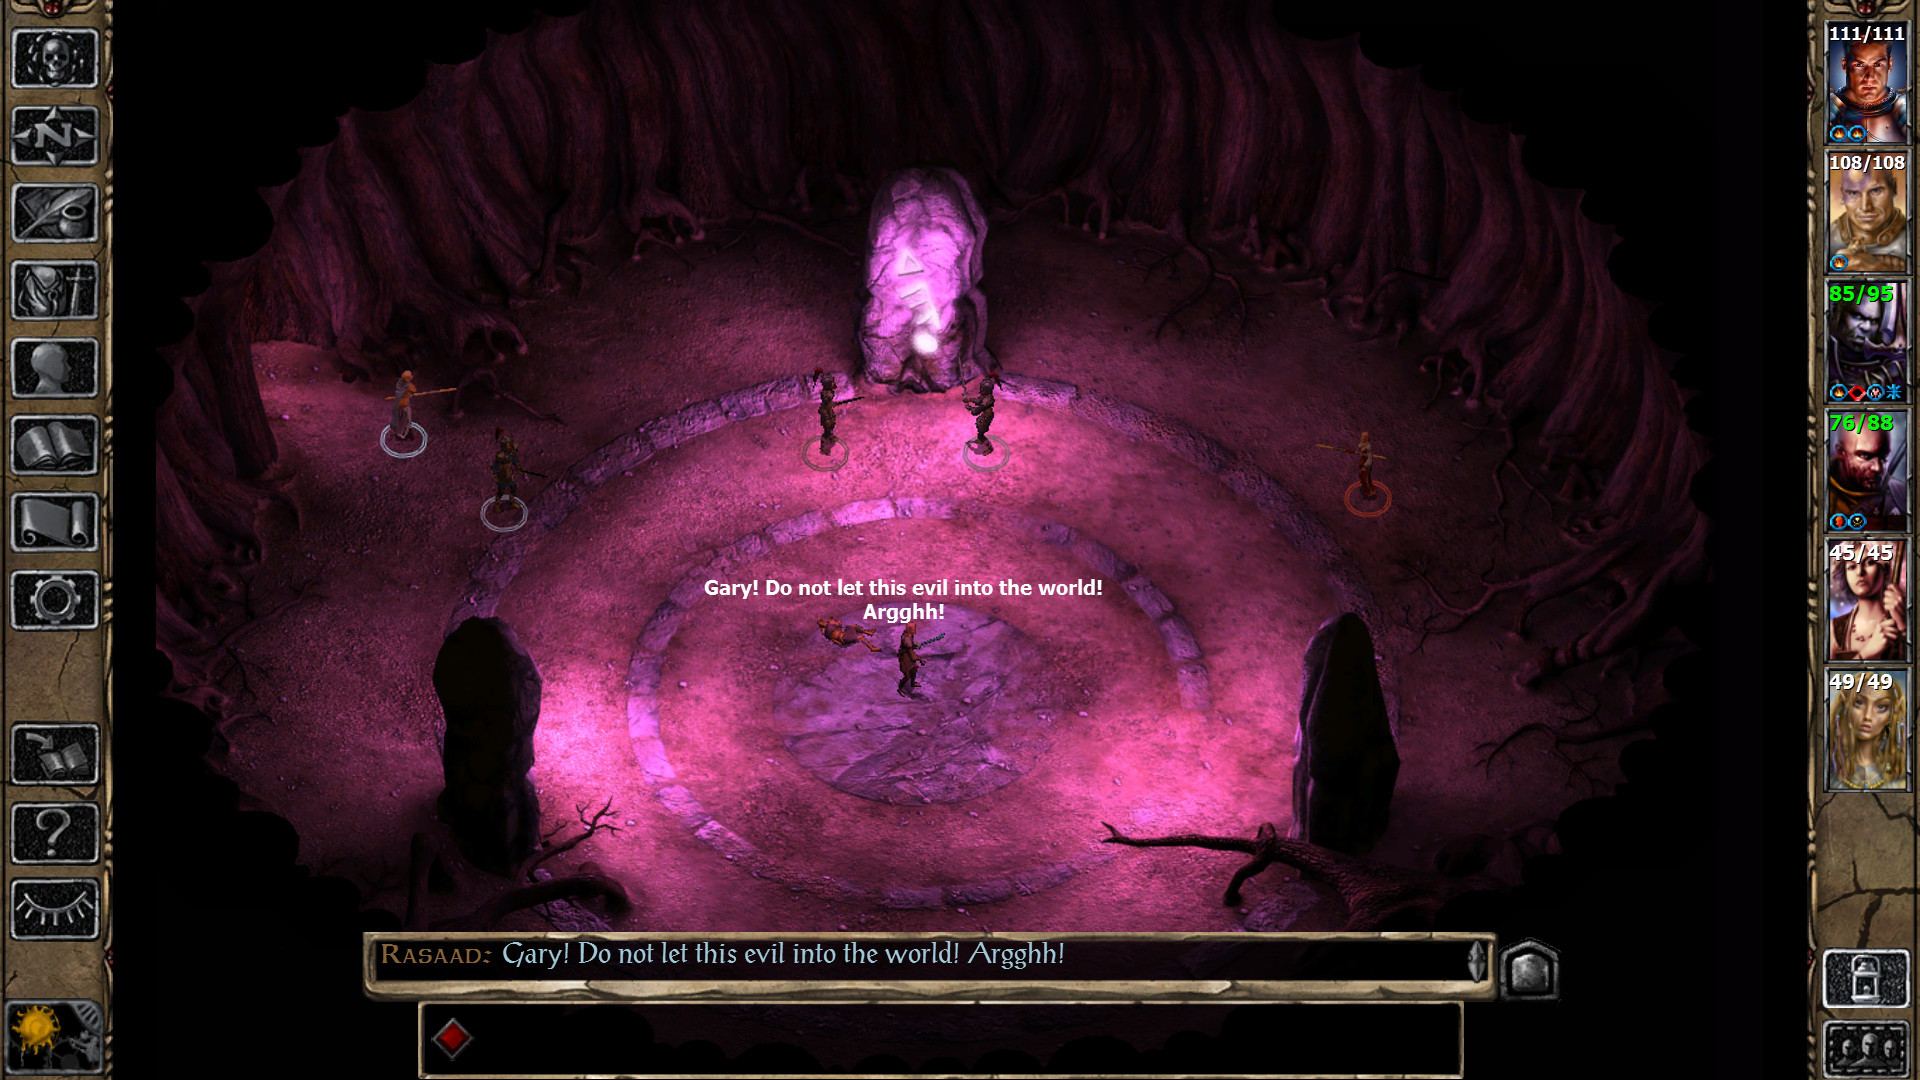 111/111
108/108
85/95
76/88
45/45
49/49
N
Gary! Do not let this evil into the world!
Argghh!
RASAAD: Gary! Do not let this evil into the world! Argghh!
?